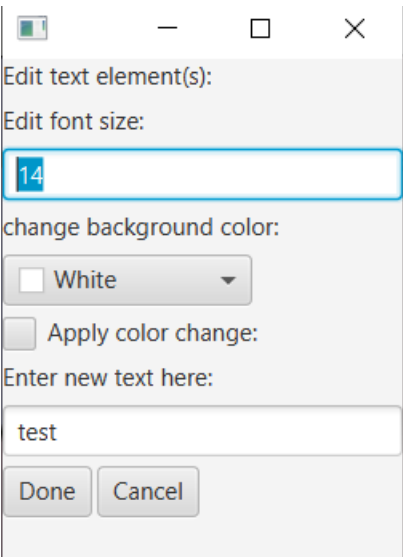 Edit text element(s):
Edit font size:
14
change background color:
White
Apply color change:
Enter new text here:
test
Done Cancel